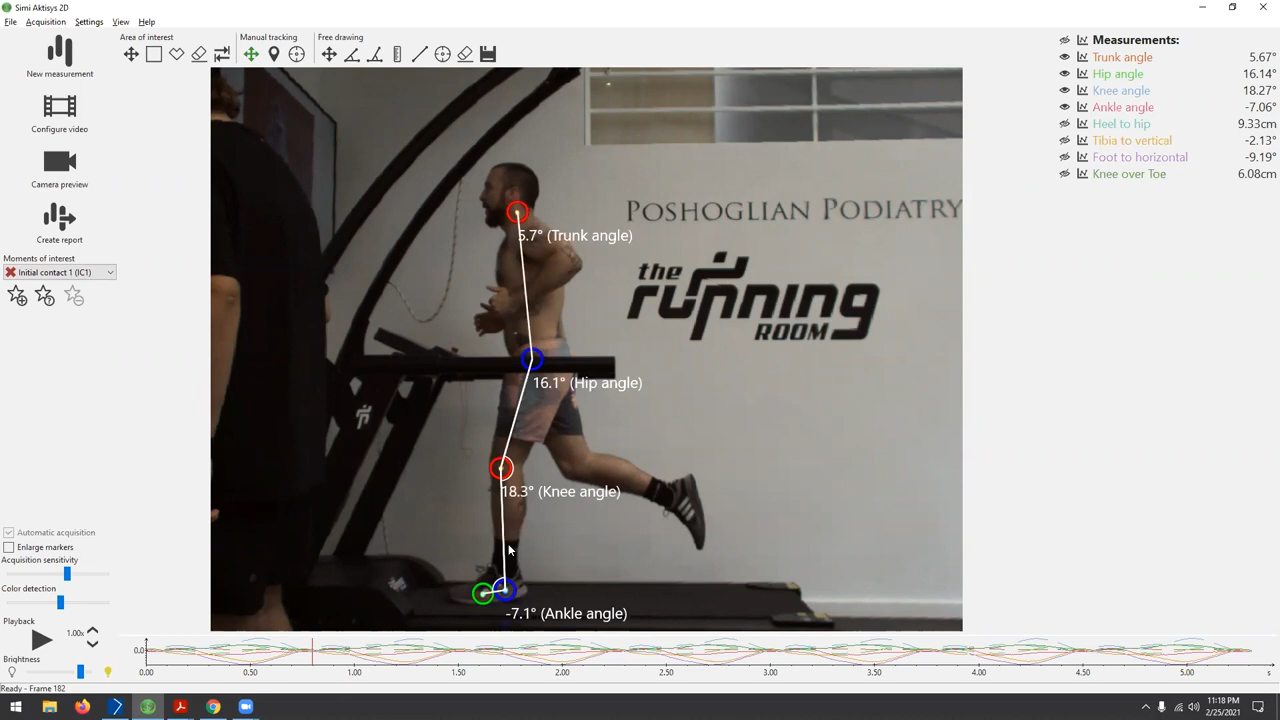 Simi Aktisys 2D
File Acquisition Settings View Help
Area of interest Manual tracking Free drawing
New measurement
Configure video
Camera preview
Create report
Moments of interest
Initial contact 1 (IC1)
Automatic acquisition
Enlarge markers
Acquisition sensitivity
Color detection
Playback
1.00x
Brightness
Ready - Frame 182
POSHOGLIAN PODIATRY
the
running
ROOM
5.7° (Trunk angle)
16.1° (Hip angle)
18.3° (Knee angle)
-7.1° (Ankle angle)
Measurements:
Trunk angle 5.67°
Hip angle 16.14°
Knee angle 18.27°
Ankle angle -7.06°
Heel to hip 9.33cm
Tibia to vertical -2.13°
Foot to horizontal -9.19°
Knee over Toe 6.08cm
0.0
0.00 0.50 1.00 1.50 2.00 2.50 3.00 3.50 4.00 4.50 5.00 s
11:18 PM
2/25/2021